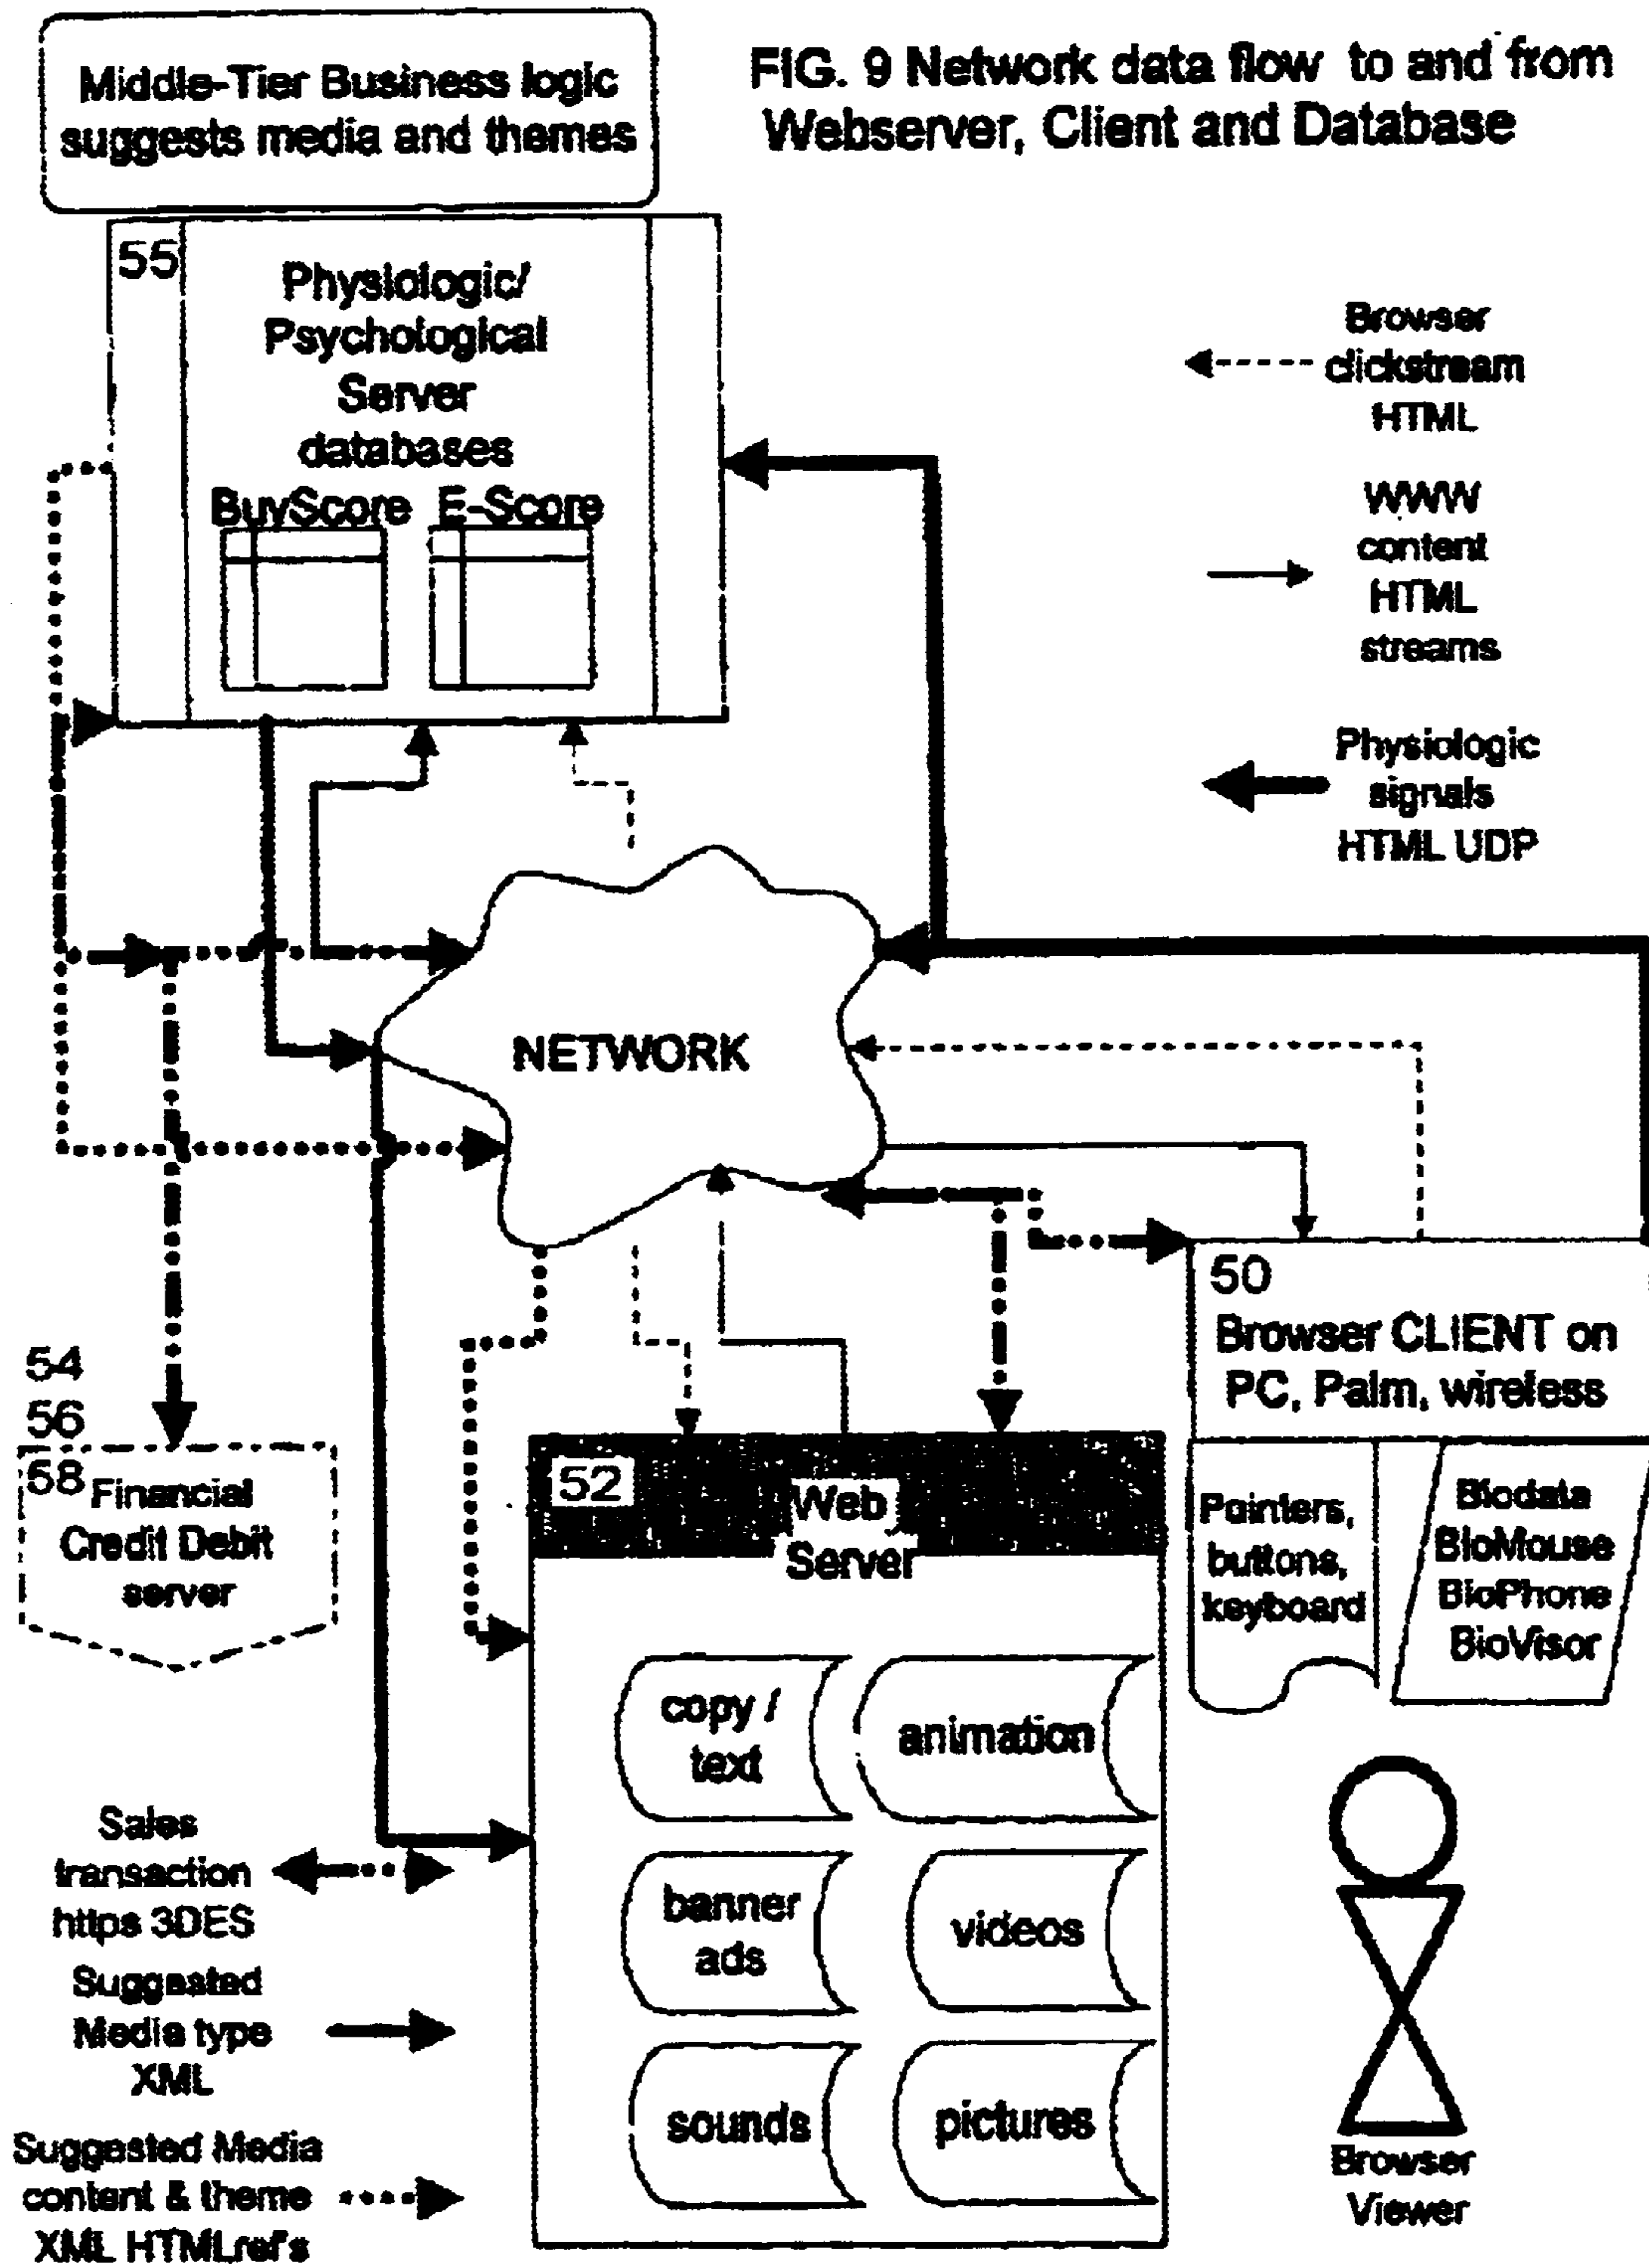 Middle-Tier Business logic
suggests media and themes
FIG. 9 Network data flow to and from
Webserver, Client and Database
55
Physiologic/
Psychological
Server
databases
BuyScore E-Score
Browser
clickstream
HTML
WWW
content
HTML
streams
Physiologic
signals
HTML UDP
NETWORK
50
Browser CLIENT on
PC, Palm, wireless
Pointers,
buttons,
keyboard
Biodata
BioMouse
BioPhone
BioVisor
54
56
58
Financial
Credit Debit
server
52
Web
Server
copy /
text
animation
banner
ads
videos
sounds
pictures
Sales
transaction
https 3DES
Suggested
Media type
XML
Suggested Media
content & theme
XML HTMLref's
Browser
Viewer